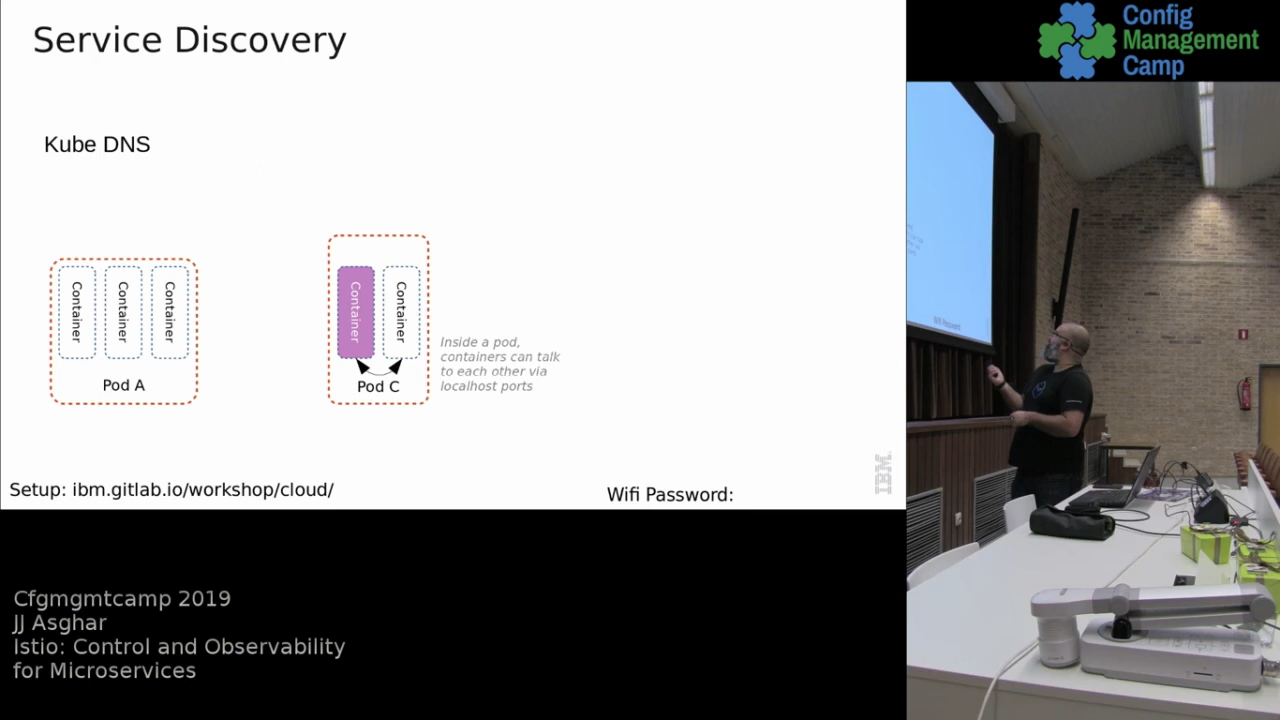 Service Discovery
Kube DNS
Container
Container
Container
Pod A
Container
Container
Pod C
Inside a pod,
containers can talk
to each other via
localhost ports
IBM
Setup: ibm.gitlab.io/workshop/cloud/
Wifi Password:
Config
Management
Camp
Wifi Password
Cfgmgmtcamp 2019
JJ Asghar
Istio: Control and Observability
for Microservices